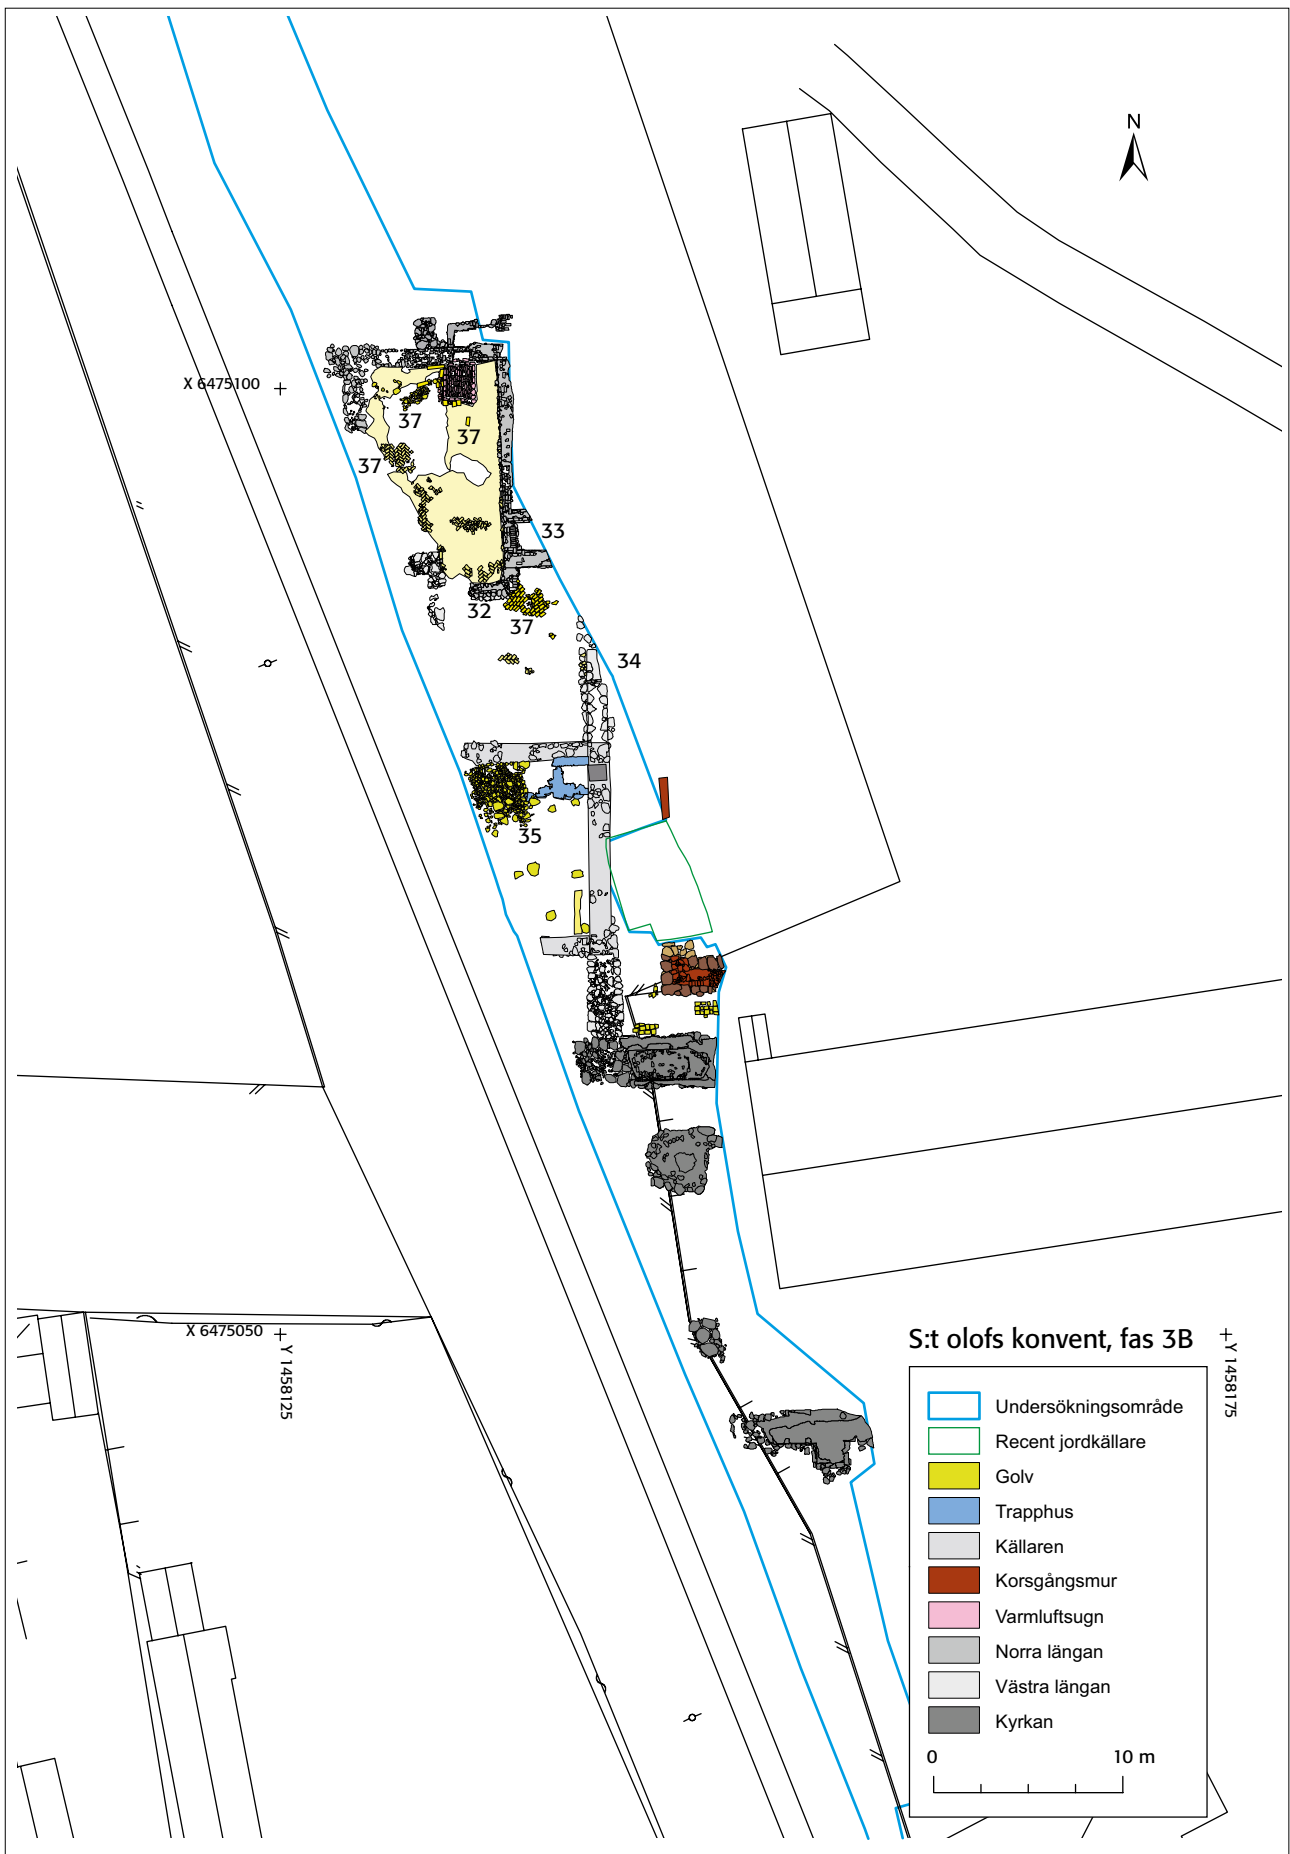 N
X 6475100
37
37
37
33
32
37
34
35
X 6475050
Y 1458125
S:t olofs konvent, fas 3B
Y 1458175
Undersökningsområde
Recent jordkällare
Golv
Trapphus
Källaren
Korsgångsmur
Varmluftsugn
Norra längan
Västra längan
Kyrkan
0 10 m